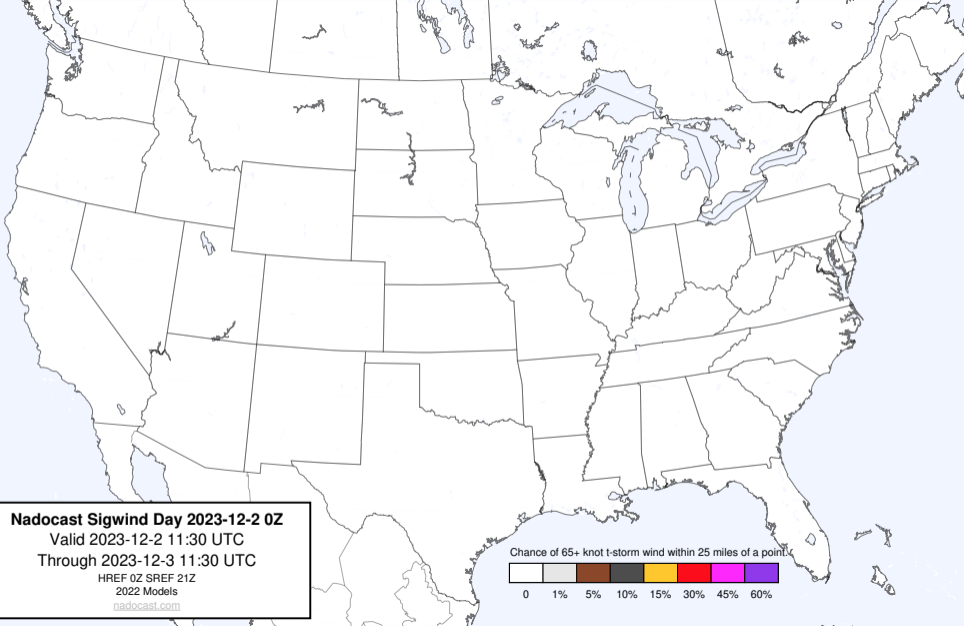 Nadocast Sigwind Day 2023-12-2 0Z
Valid 2023-12-2 11:30 UTC
Through 2023-12-3 11:30 UTC
HREF 0Z SREF 21Z
2022 Models
nadocast.com
Chance of 65+ knot t-storm wind within 25 miles of a point.
0 1% 5% 10% 15% 30% 45% 60%